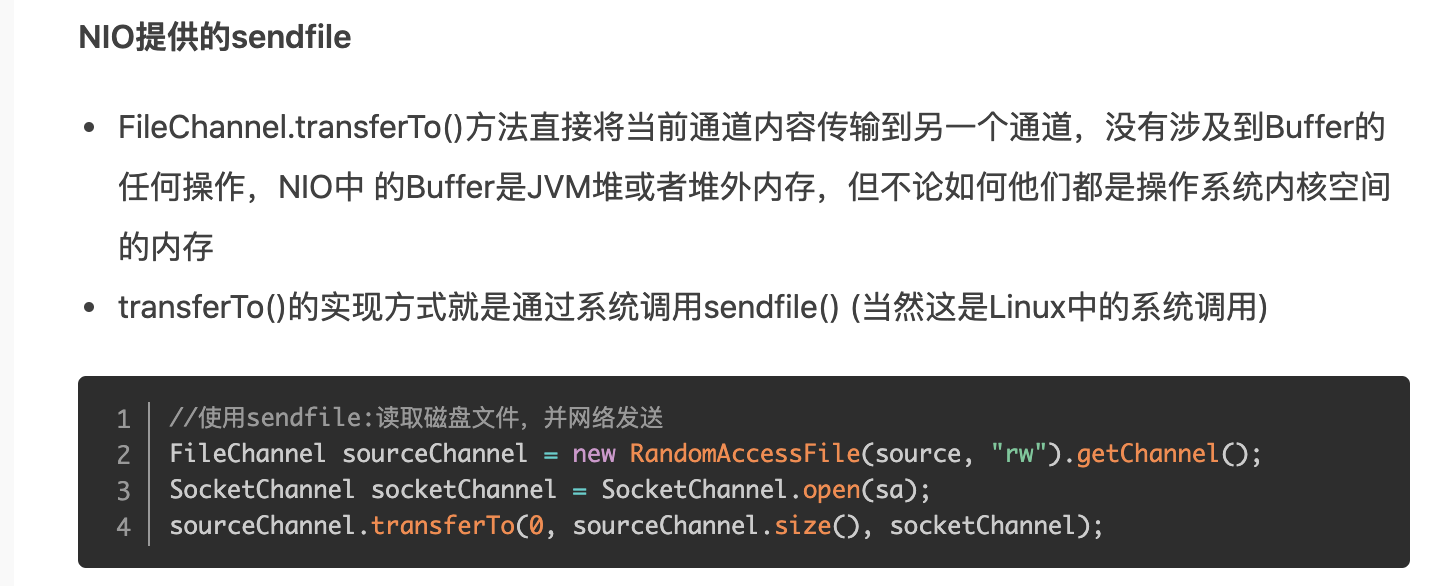 NIO提供的sendfile
• FileChannel.transferTo()方法直接将当前通道内容传输到另一个通道，没有涉及到Buffer的
任何操作，NIO中 的Buffer是JVM堆或者堆外内存，但不论如何他们都是操作系统内核空间
的内存
• transferTo()的实现方式就是通过系统调用sendfile() (当然这是Linux中的系统调用)
1 //使用sendfile:读取磁盘文件，并网络发送
2 FileChannel sourceChannel = new RandomAccessFile(source, "rw").getChannel();
3 SocketChannel socketChannel = SocketChannel.open(sa);
4 sourceChannel.transferTo(0, sourceChannel.size(), socketChannel);